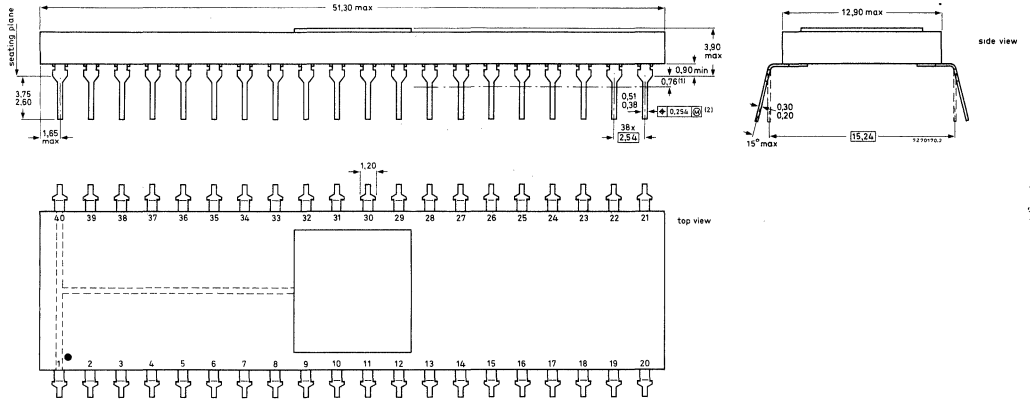 51,30 max
seating plane
3,90
max
0,90 min
0,76 (1)
3,75
2,60
0,51
0,38
0,254 M (2)
1,65
max
38x
2,54
12,90 max
side view
0,30
0,20
15° max
15,24
7270170.2
1,20
40 39 38 37 36 35 34 33 32 31 30 29 28 27 26 25 24 23 22 21
top view
1 2 3 4 5 6 7 8 9 10 11 12 13 14 15 16 17 18 19 20